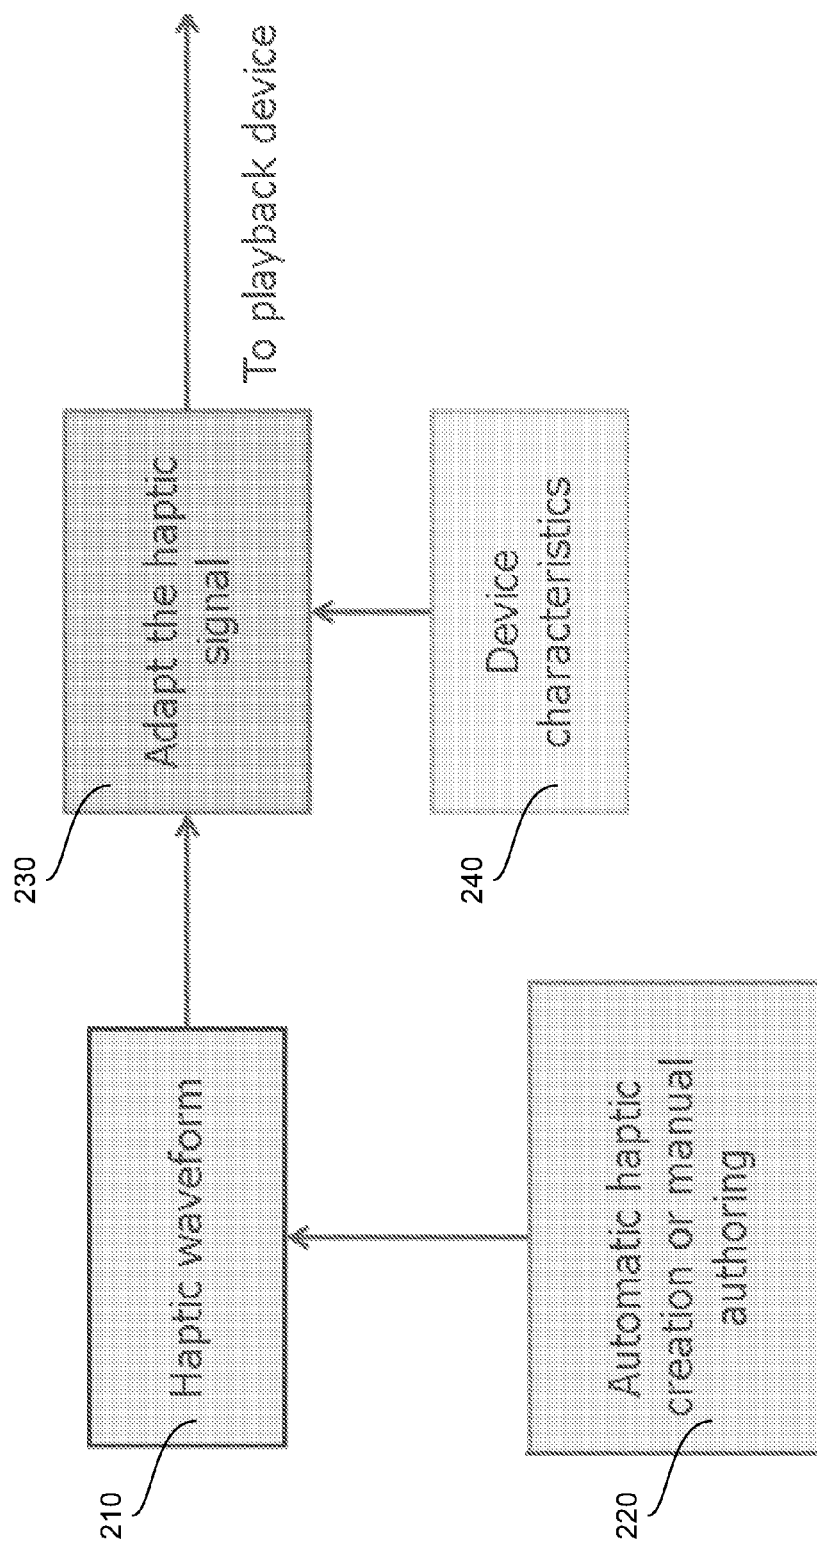 210
Haptic waveform
230
Adapt the haptic
signal
To playback device
220
Automatic haptic
creation or manual
authoring
240
Device
characteristics